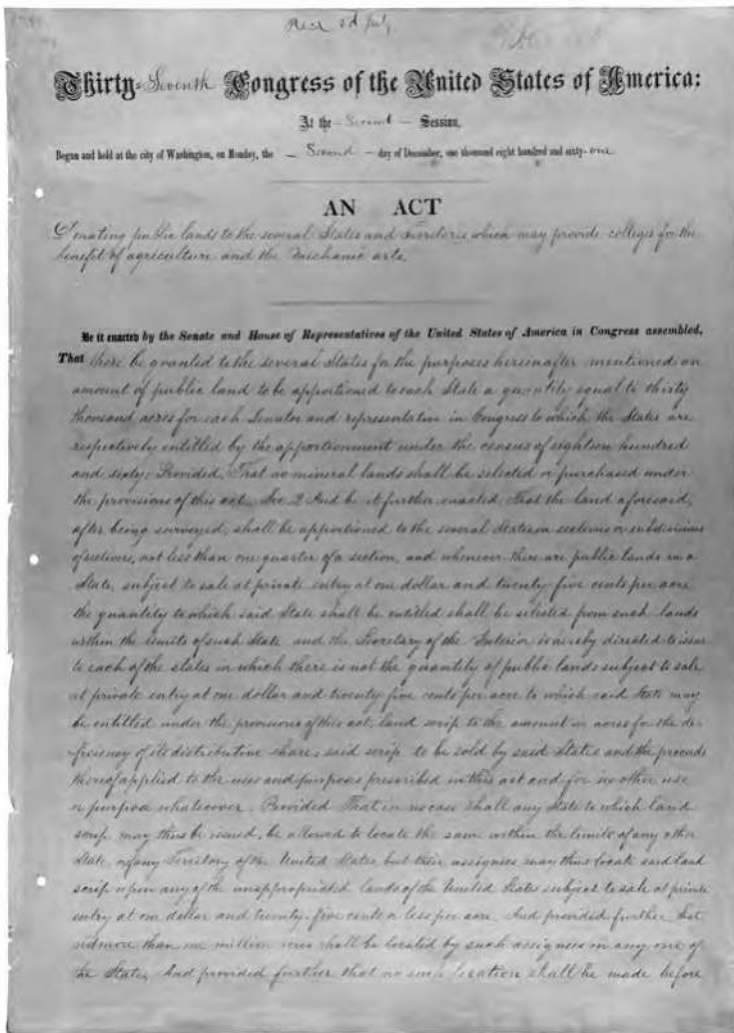 Recd 2d July
Thirty-Seventh Congress of the United States of America:
At the - Second - Session,
Begun and held at the city of Washington, on Monday, the - Second - day of December, one thousand eight hundred and sixty-one
AN ACT
Donating public lands to the several States and Territories which may provide colleges for the
benefit of agriculture and the mechanic arts.
Be it enacted by the Senate and House of Representatives of the United States of America in Congress assembled,
That there be granted to the several States for the purposes hereinafter mentioned an
amount of public land to be apportioned to each State a quantity equal to thirty
thousand acres for each Senator and representative in Congress to which the States are
respectively entitled by the apportionment under the census of eighteen hundred
and sixty: Provided, That no mineral lands shall be selected or purchased under
the provisions of this act. Sec 2 And be it further enacted, That the land aforesaid,
after being surveyed, shall be apportioned to the several States in sections or subdivisions
of sections, not less than one quarter of a section, and whenever there are public lands in a
State, subject to sale at private entry at one dollar and twenty five cents per acre
the quantity to which said State shall be entitled shall be selected from such lands
within the limits of such State and the Secretary of the Interior is hereby directed to issue
to each of the states in which there is not the quantity of public lands subject to sale
at private entry at one dollar and twenty five cents per acre to which said State may
be entitled under the provisions of this act, land scrip to the amount in acres for the de-
ficiency of its distributive share: said scrip to be sold by said States and the proceeds
thereof applied to the uses and purposes prescribed in this act and for no other use
or purpose whatsoever. Provided That in no case shall any State to which land
scrip may thus be issued, be allowed to locate the same within the limits of any other
State, or of any Territory of the United States, but their assignees may thus locate said land
scrip upon any of the unappropriated lands of the United States subject to sale at private
entry at one dollar and twenty-five cents or less per acre. And provided further That
not more than one million acres shall be located by such assignees in any one of
the States. And provided further that no such location shall be made before